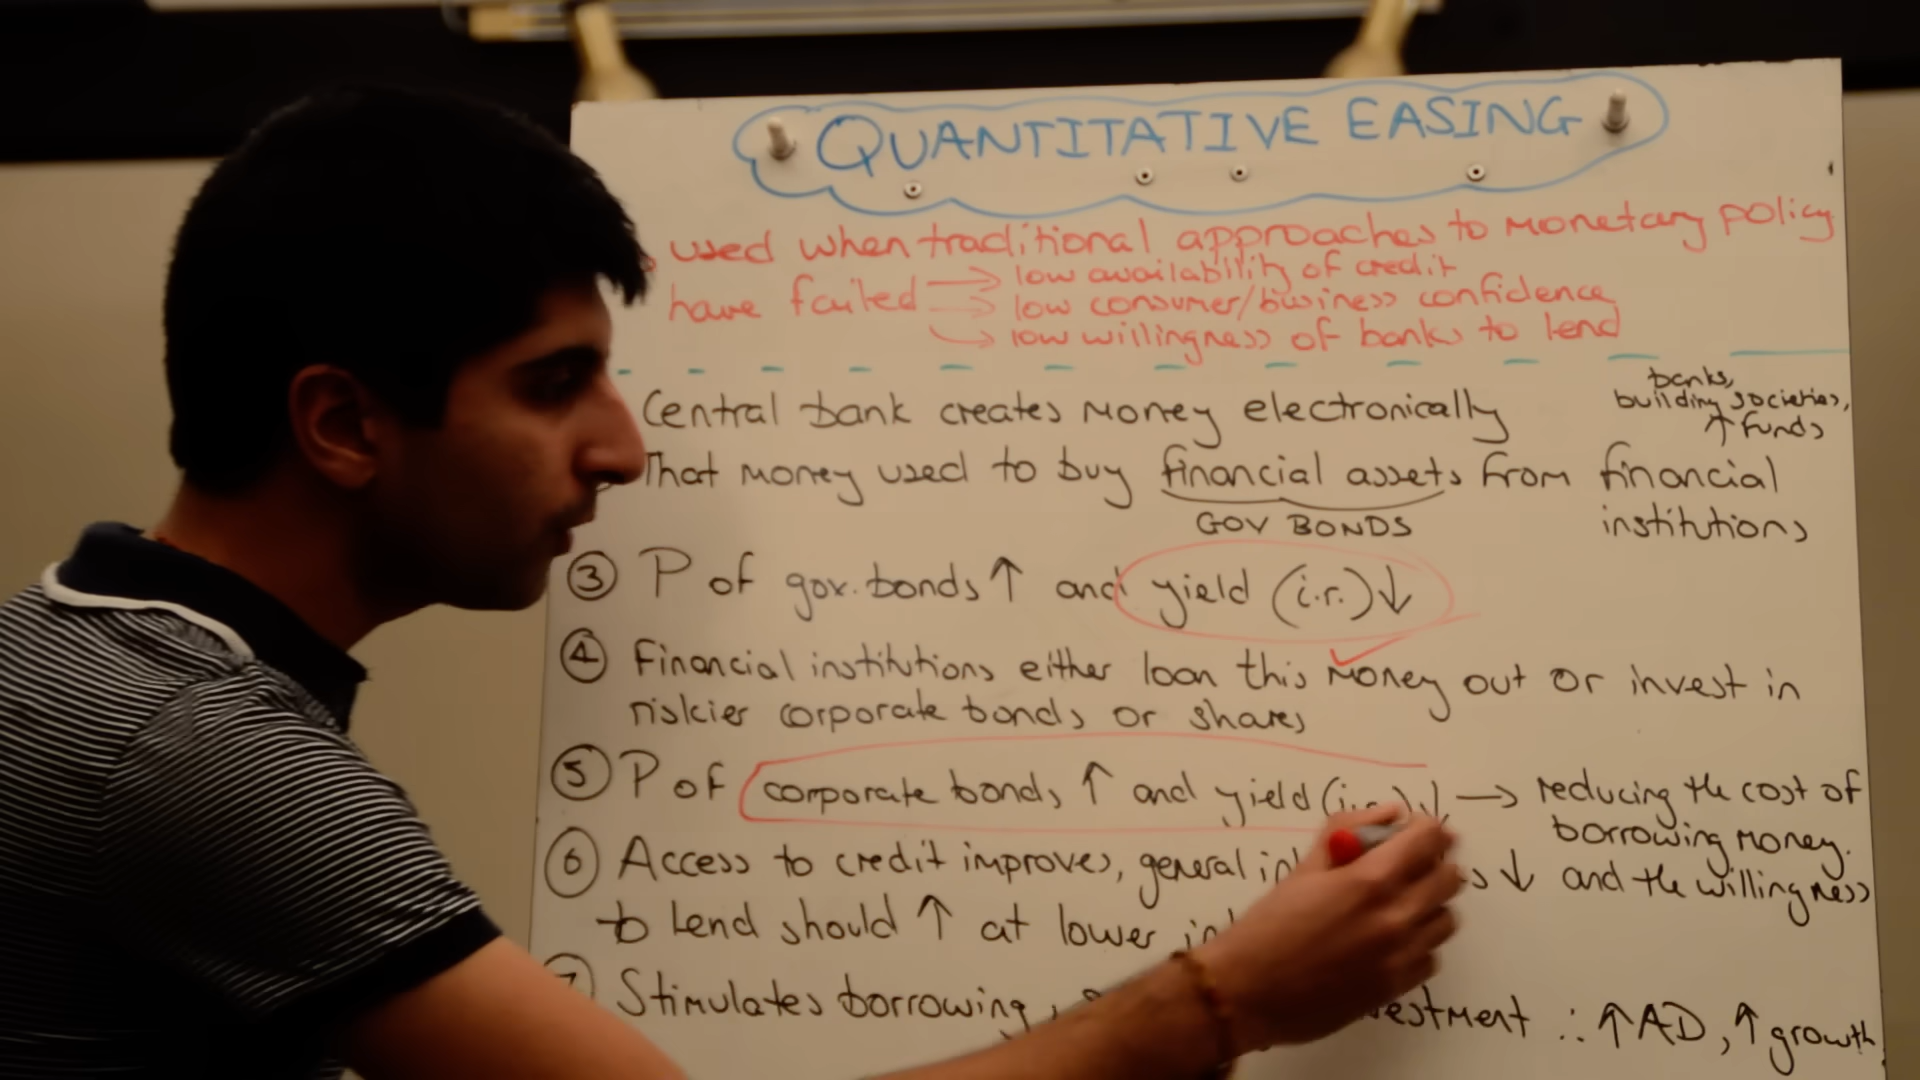 QUANTITATIVE EASING
used when traditional approaches to monetary policy
have failed → low availability of credit
→ low consumer/business confidence
→ low willingness of banks to lend
banks,
building societies,
↑ funds
Central bank creates money electronically
That money used to buy financial assets from financial
institutions
GOV BONDS
③ P of gov. bonds ↑ and yield (i.r.) ↓
④ Financial institutions either loan this money out or invest in
riskier corporate bonds or shares
⑤ P of corporate bonds ↑ and yield (i.r.) ↓ → reducing the cost of
borrowing money.
⑥ Access to credit improves, general ↓ and the willingness
to lend should ↑ at lower
Stimulates borrowing, ∴ ↑AD, ↑ growth